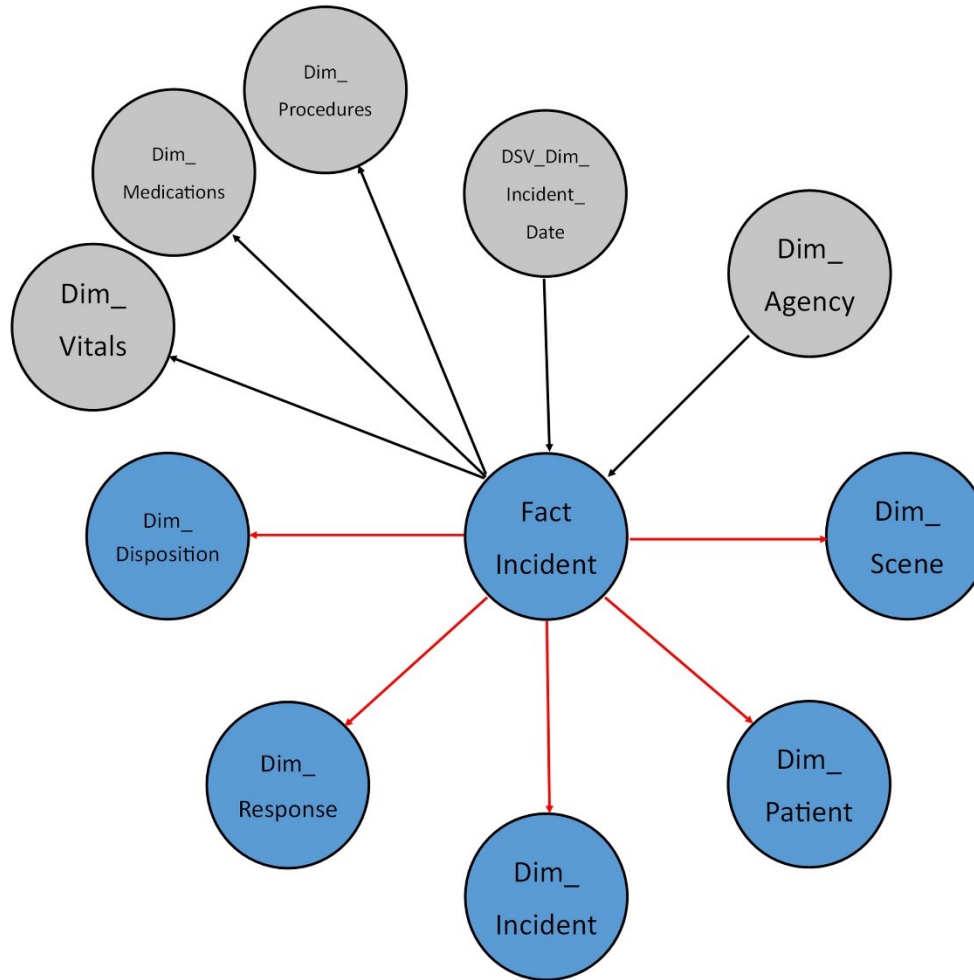 Dim_
Procedures
Dim_
Medications
DSV_Dim_
Incident_
Date
Dim_
Agency
Dim_
Vitals
Fact
Incident
Dim_
Disposition
Dim_
Scene
Dim_
Response
Dim_
Patient
Dim_
Incident